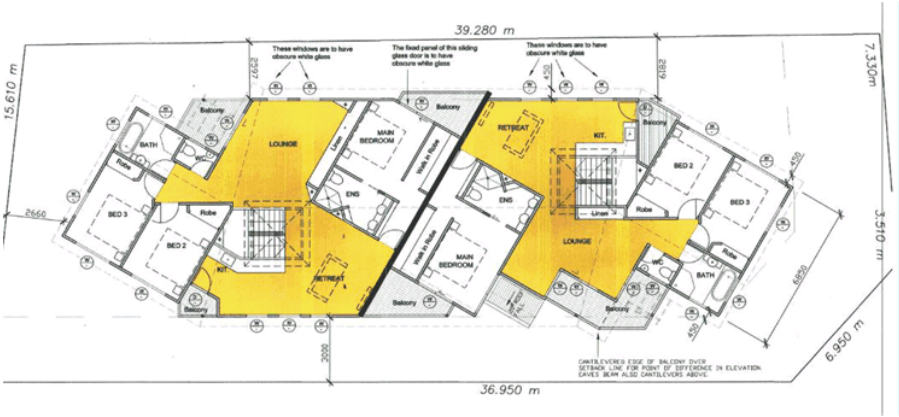 39.280 m
These windows are to have
obscure white glass
The fixed panel of this sliding
glass door is to have
obscure white glass
These windows are to have
obscure white glass
7.330m
15.610 m
2597
450
2819
Balcony
BATH
WC
Robe
LOUNGE
Linen
MAIN
BEDROOM
Walk in Robe
Balcony
RETREAT
KIT.
Balcony
BED 2
450
BED 3
ENS
ENS
Linen
Robe
2660
BED 3
Robe
BED 2
KIT.
RETREAT
Walk in Robe
MAIN
BEDROOM
LOUNGE
WC
Robe
BATH
3.510 m
6850
Balcony
Balcony
Balcony
450
3000
6.950 m
CANTILEVERED EDGE OF BALCONY OVER
SETBACK LINE FOR POINT OF DIFFERENCE IN ELEVATION
EAVES BEAM ALSO CANTILEVERS ABOVE.
36.950 m